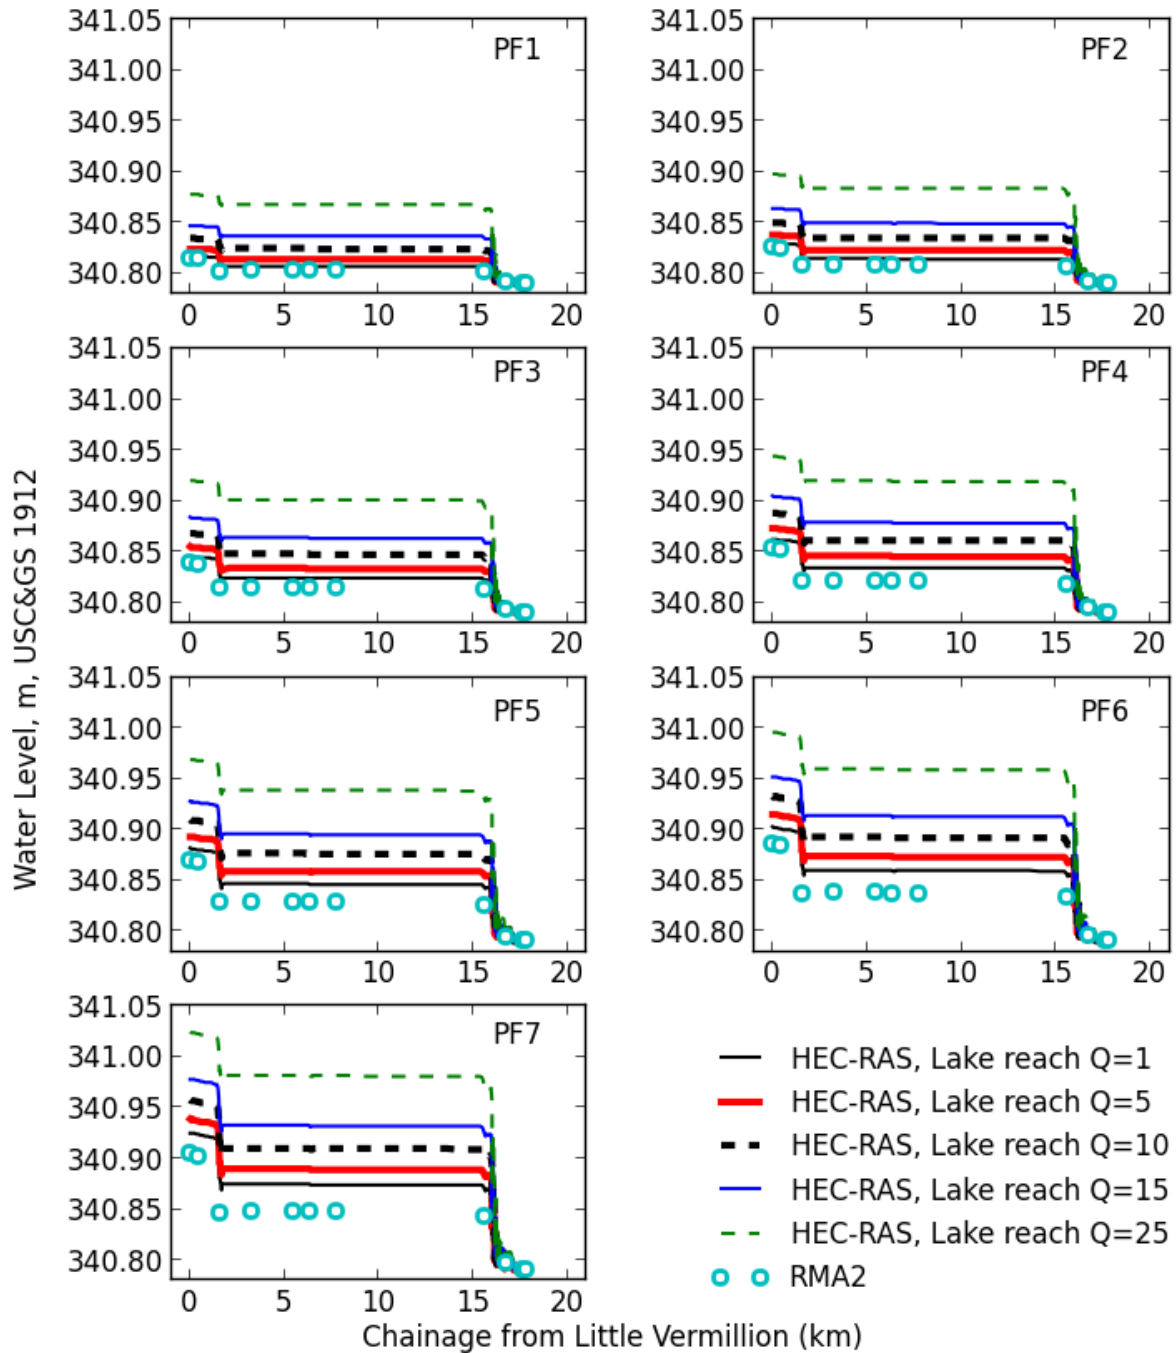 PF1
341.05
341.00
340.95
340.90
340.85
340.80
0 5 10 15 20
PF2
341.05
341.00
340.95
340.90
340.85
340.80
0 5 10 15 20
PF3
341.05
341.00
340.95
340.90
340.85
340.80
0 5 10 15 20
PF4
341.05
341.00
340.95
340.90
340.85
340.80
0 5 10 15 20
PF5
341.05
341.00
340.95
340.90
340.85
340.80
0 5 10 15 20
PF6
341.05
341.00
340.95
340.90
340.85
340.80
0 5 10 15 20
PF7
341.05
341.00
340.95
340.90
340.85
340.80
0 5 10 15 20
Water Level, m, USC&GS 1912
Chainage from Little Vermillion (km)
HEC-RAS, Lake reach Q=1
HEC-RAS, Lake reach Q=5
HEC-RAS, Lake reach Q=10
HEC-RAS, Lake reach Q=15
HEC-RAS, Lake reach Q=25
RMA2